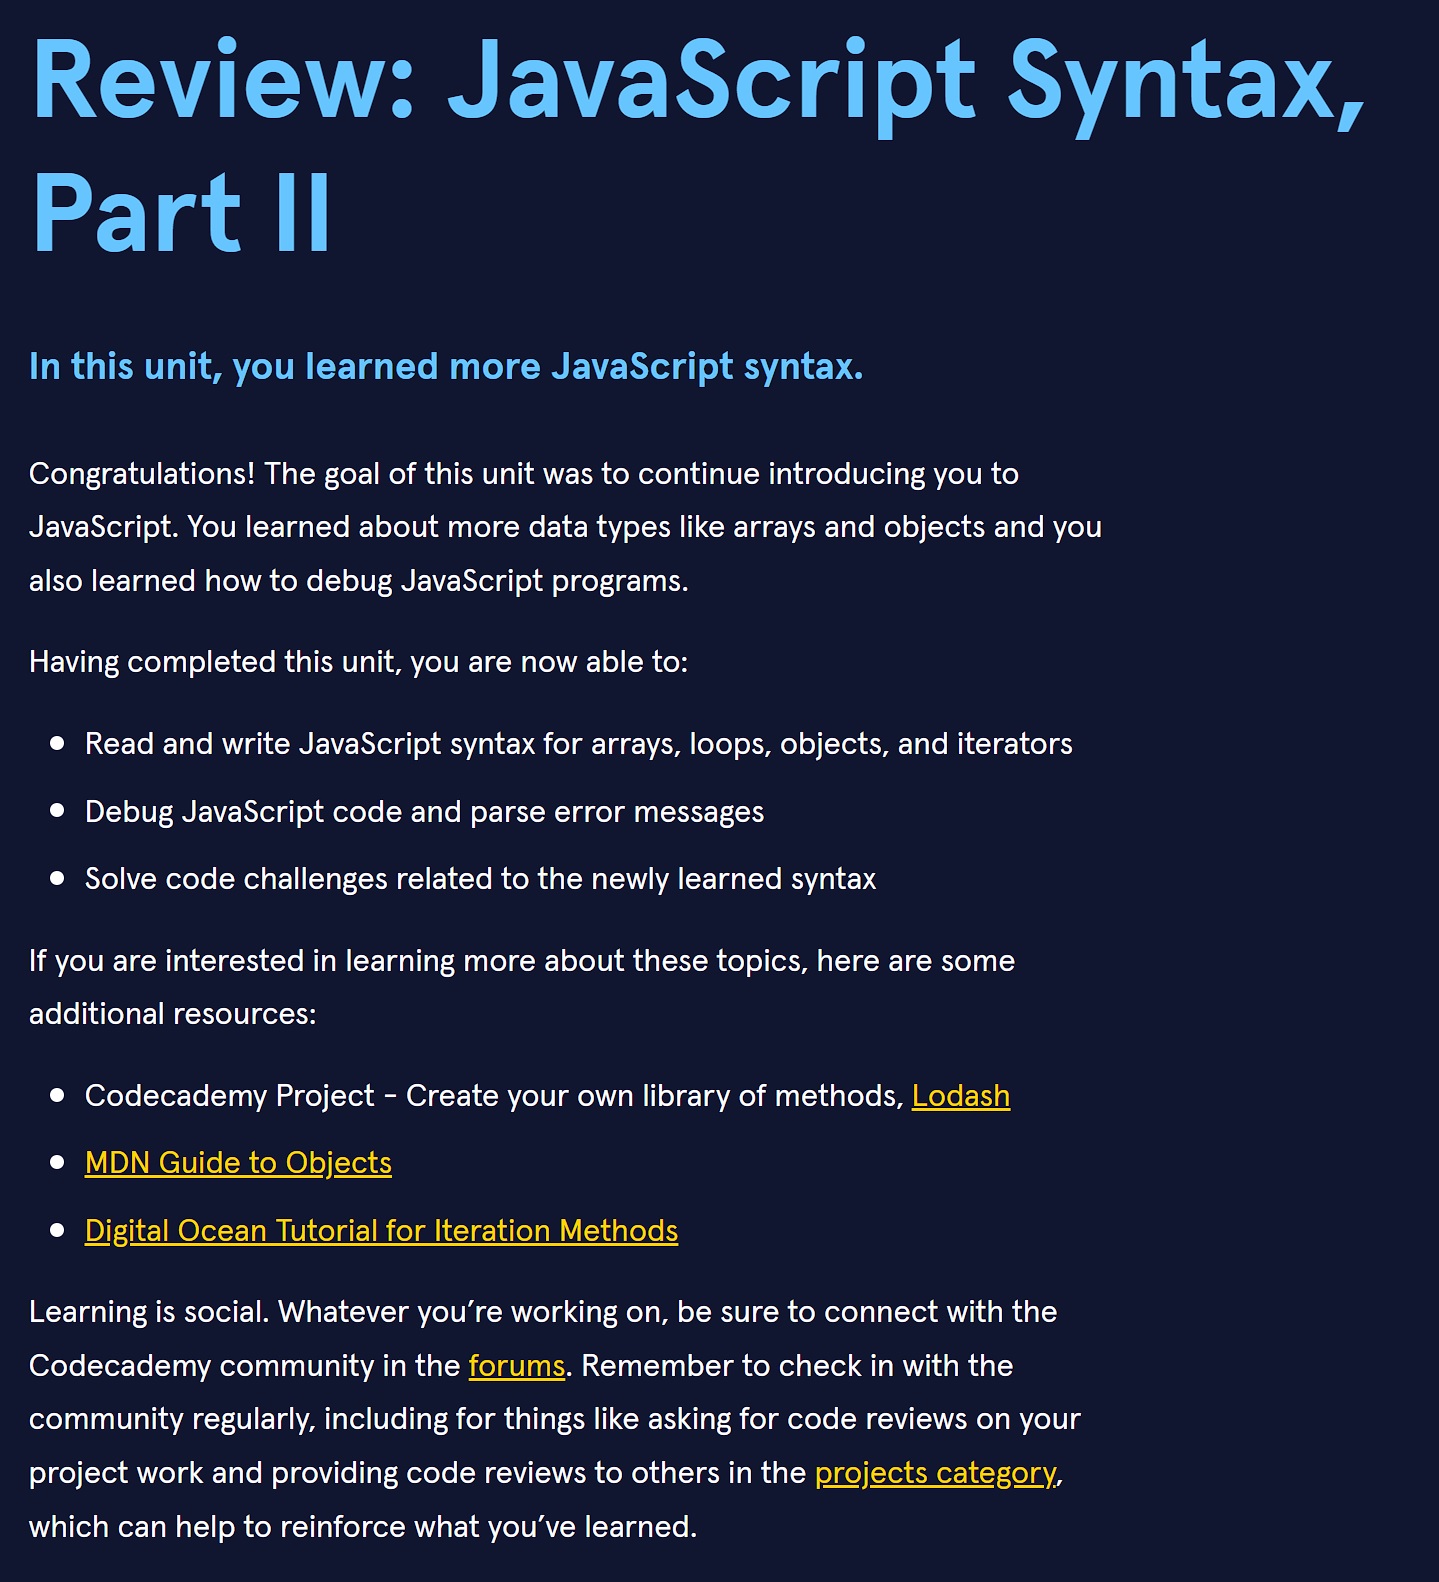 Review: JavaScript Syntax,
Part II
In this unit, you learned more JavaScript syntax.
Congratulations! The goal of this unit was to continue introducing you to
JavaScript. You learned about more data types like arrays and objects and you
also learned how to debug JavaScript programs.
Having completed this unit, you are now able to:
• Read and write JavaScript syntax for arrays, loops, objects, and iterators
• Debug JavaScript code and parse error messages
• Solve code challenges related to the newly learned syntax
If you are interested in learning more about these topics, here are some
additional resources:
• Codecademy Project - Create your own library of methods, Lodash
• MDN Guide to Objects
• Digital Ocean Tutorial for Iteration Methods
Learning is social. Whatever you’re working on, be sure to connect with the
Codecademy community in the forums. Remember to check in with the
community regularly, including for things like asking for code reviews on your
project work and providing code reviews to others in the projects category,
which can help to reinforce what you’ve learned.